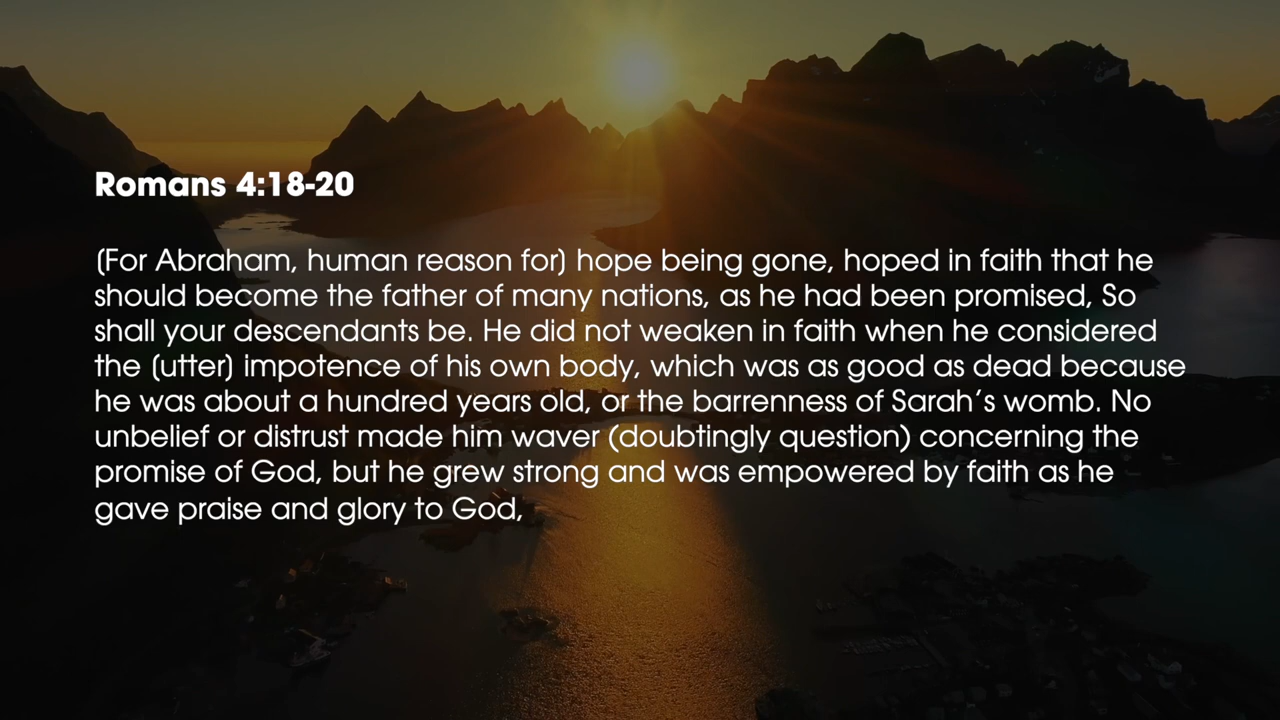 Romans 4:18-20
(For Abraham, human reason for) hope being gone, hoped in faith that he
should become the father of many nations, as he had been promised, So
shall your descendants be. He did not weaken in faith when he considered
the (utter) impotence of his own body, which was as good as dead because
he was about a hundred years old, or the barrenness of Sarah’s womb. No
unbelief or distrust made him waver (doubtingly question) concerning the
promise of God, but he grew strong and was empowered by faith as he
gave praise and glory to God,